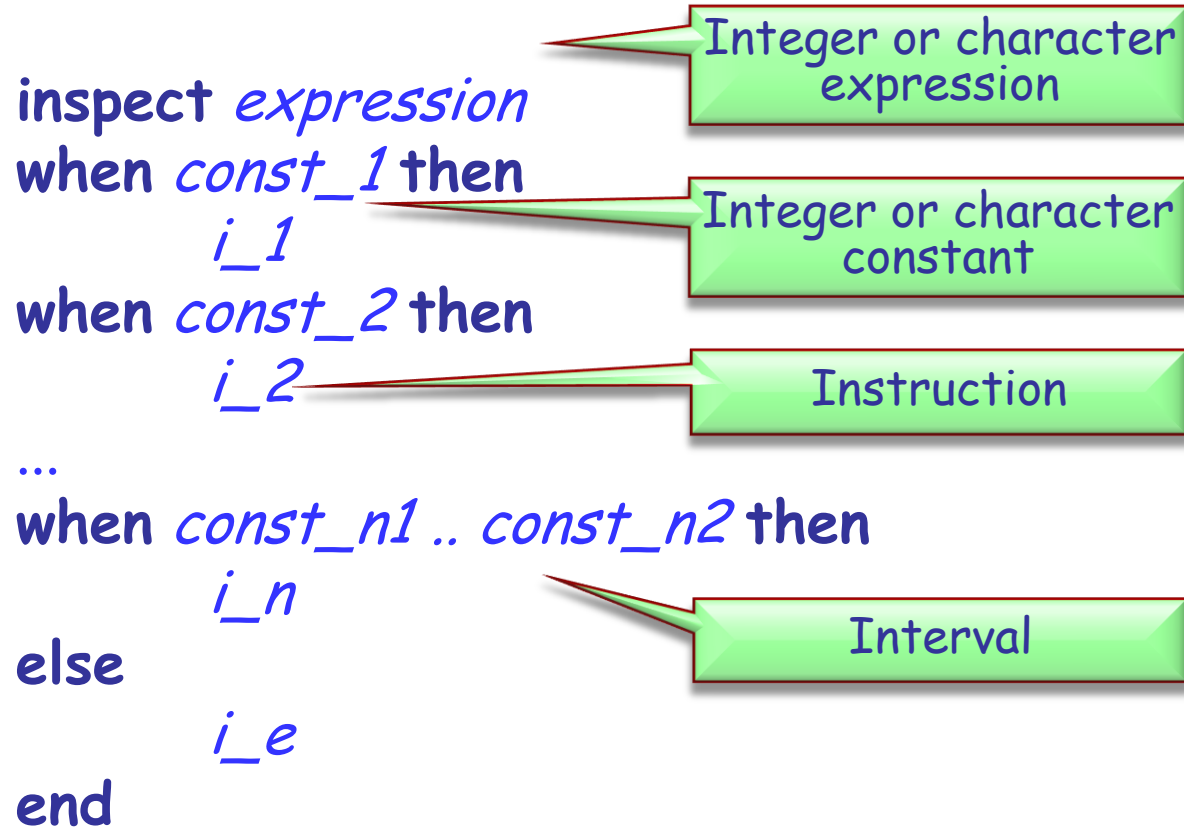 Integer or character
expression
inspect expression
when const_1 then
Integer or character
constant
i_1
when const_2 then
i_2
Instruction
...
when const_n1 .. const_n2 then
i_n
Interval
else
i_e
end